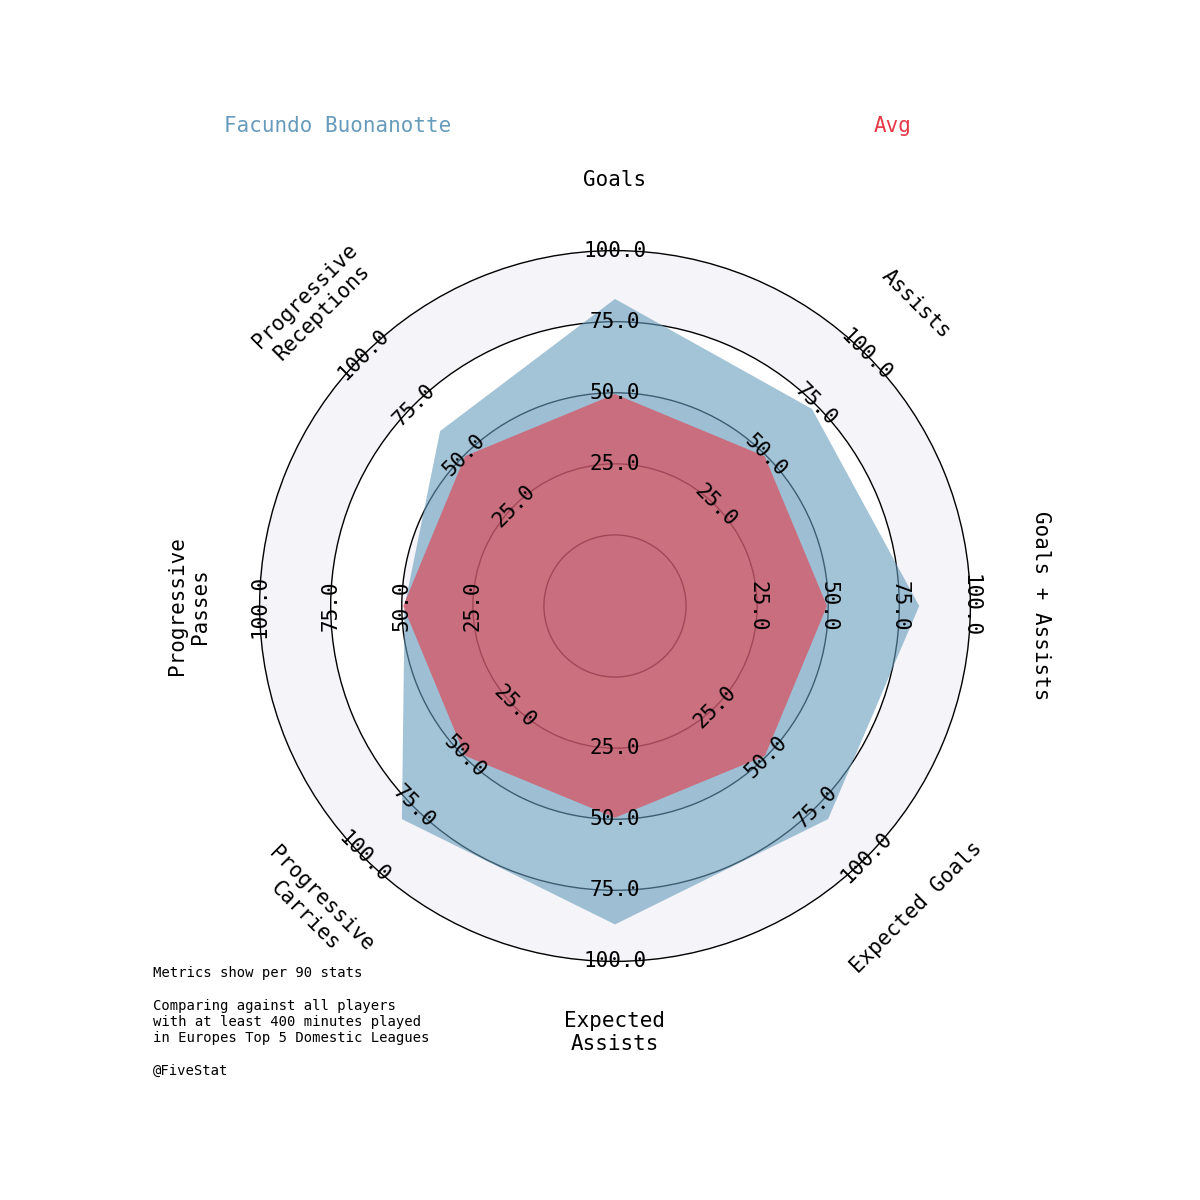 Facundo Buonanotte
Avg
Goals
Assists
Goals + Assists
Expected Goals
Expected
Assists
Progressive
Carries
Progressive
Passes
Progressive
Receptions
25.0
50.0
75.0
100.0
25.0
50.0
75.0
100.0
25.0
50.0
75.0
100.0
25.0
50.0
75.0
100.0
25.0
50.0
75.0
100.0
25.0
50.0
75.0
100.0
25.0
50.0
75.0
100.0
25.0
50.0
75.0
100.0
Metrics show per 90 stats
Comparing against all players
with at least 400 minutes played
in Europes Top 5 Domestic Leagues
@FiveStat